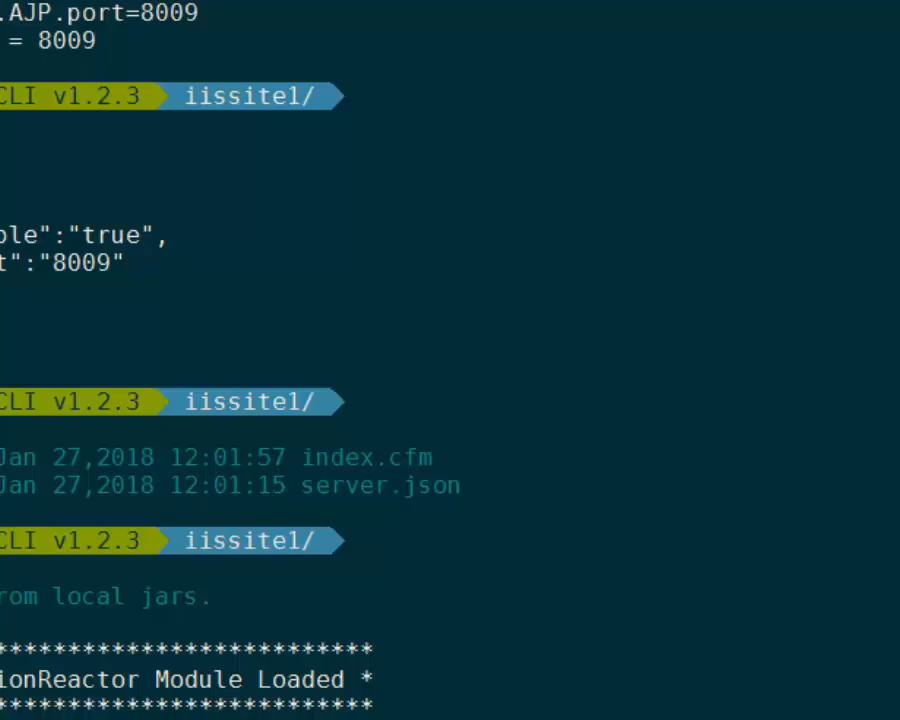 .AJP.port=8009
= 8009
CLI v1.2.3 iissite1/
ble":"true",
t":"8009"
CLI v1.2.3 iissite1/
Jan 27,2018 12:01:57 index.cfm
Jan 27,2018 12:01:15 server.json
CLI v1.2.3 iissite1/
rom local jars.
**************************
ionReactor Module Loaded *
**************************